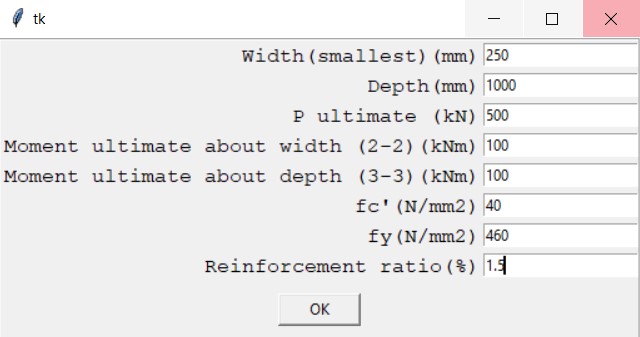 tk
Width(smallest)(mm) 250
Depth(mm) 1000
P ultimate (kN) 500
Moment ultimate about width (2-2)(kNm) 100
Moment ultimate about depth (3-3)(kNm) 100
fc'(N/mm2) 40
fy(N/mm2) 460
Reinforcement ratio(%) 1.5
OK